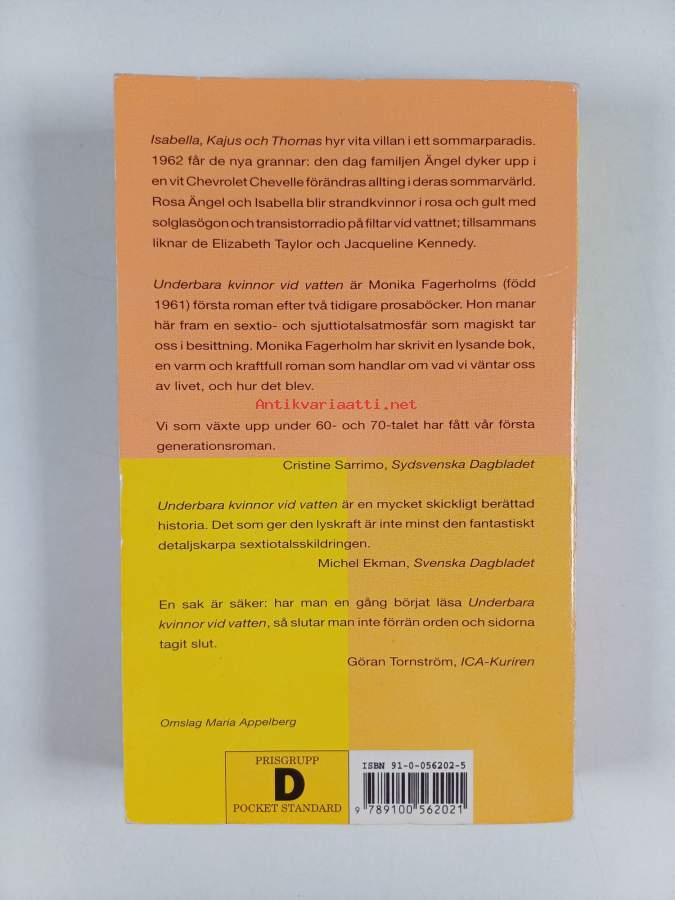 Isabella, Kajus och Thomas hyr vita villan i ett sommarparadis.
1962 får de nya grannar: den dag familjen Ängel dyker upp i
en vit Chevrolet Chevelle förändras allting i deras sommarvärld.
Rosa Ängel och Isabella blir strandkvinnor i rosa och gult med
solglasögon och transistorradio på filtar vid vattnet; tillsammans
liknar de Elizabeth Taylor och Jacqueline Kennedy.
Underbara kvinnor vid vatten är Monika Fagerholms (född
1961) första roman efter två tidigare prosaböcker. Hon manar
här fram en sextio- och sjuttiotalsatmosfär som magiskt tar
oss i besittning. Monika Fagerholm har skrivit en lysande bok,
en varm och kraftfull roman som handlar om vad vi väntar oss
av livet, och hur det blev.
Antikvariaatti.net
Vi som växte upp under 60- och 70-talet har fått vår första
generationsroman.
Cristine Sarrimo, Sydsvenska Dagbladet
Underbara kvinnor vid vatten är en mycket skickligt berättad
historia. Det som ger den lyskraft är inte minst den fantastiskt
detaljskarpa sextiotalsskildringen.
Michel Ekman, Svenska Dagbladet
En sak är säker: har man en gång börjat läsa Underbara
kvinnor vid vatten, så slutar man inte förrän orden och sidorna
tagit slut.
Göran Tornström, ICA-Kuriren
Omslag Maria Appelberg
PRISGRUPP
D
POCKET STANDARD
ISBN 91-0-056202-5
9 789100 562021